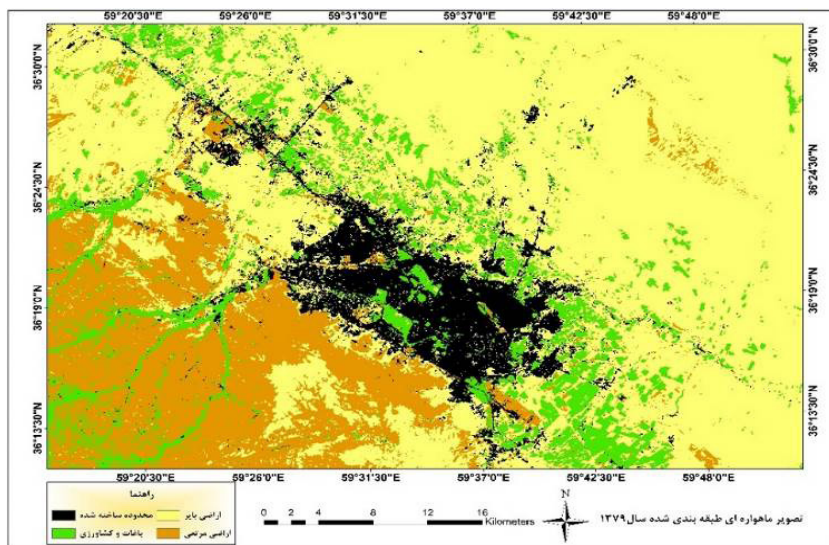 59°20'30"E 59°26'0"E 59°31'30"E 59°37'0"E 59°42'30"E 59°48'0"E
36°30'0"N 36°30'0"N
36°24'30"N 36°24'30"N
36°19'0"N 36°19'0"N
36°13'30"N 36°13'30"N
59°20'30"E 59°26'0"E 59°31'30"E 59°37'0"E 59°42'30"E 59°48'0"E
راهنما
محدوده ساخته شده اراضی بایر
باغات و کشاورزی اراضی مرتعی
0 2 4 8 12 16
Kilometers
N
تصویر ماهواره ای طبقه بندی شده سال ۱۳۷۹